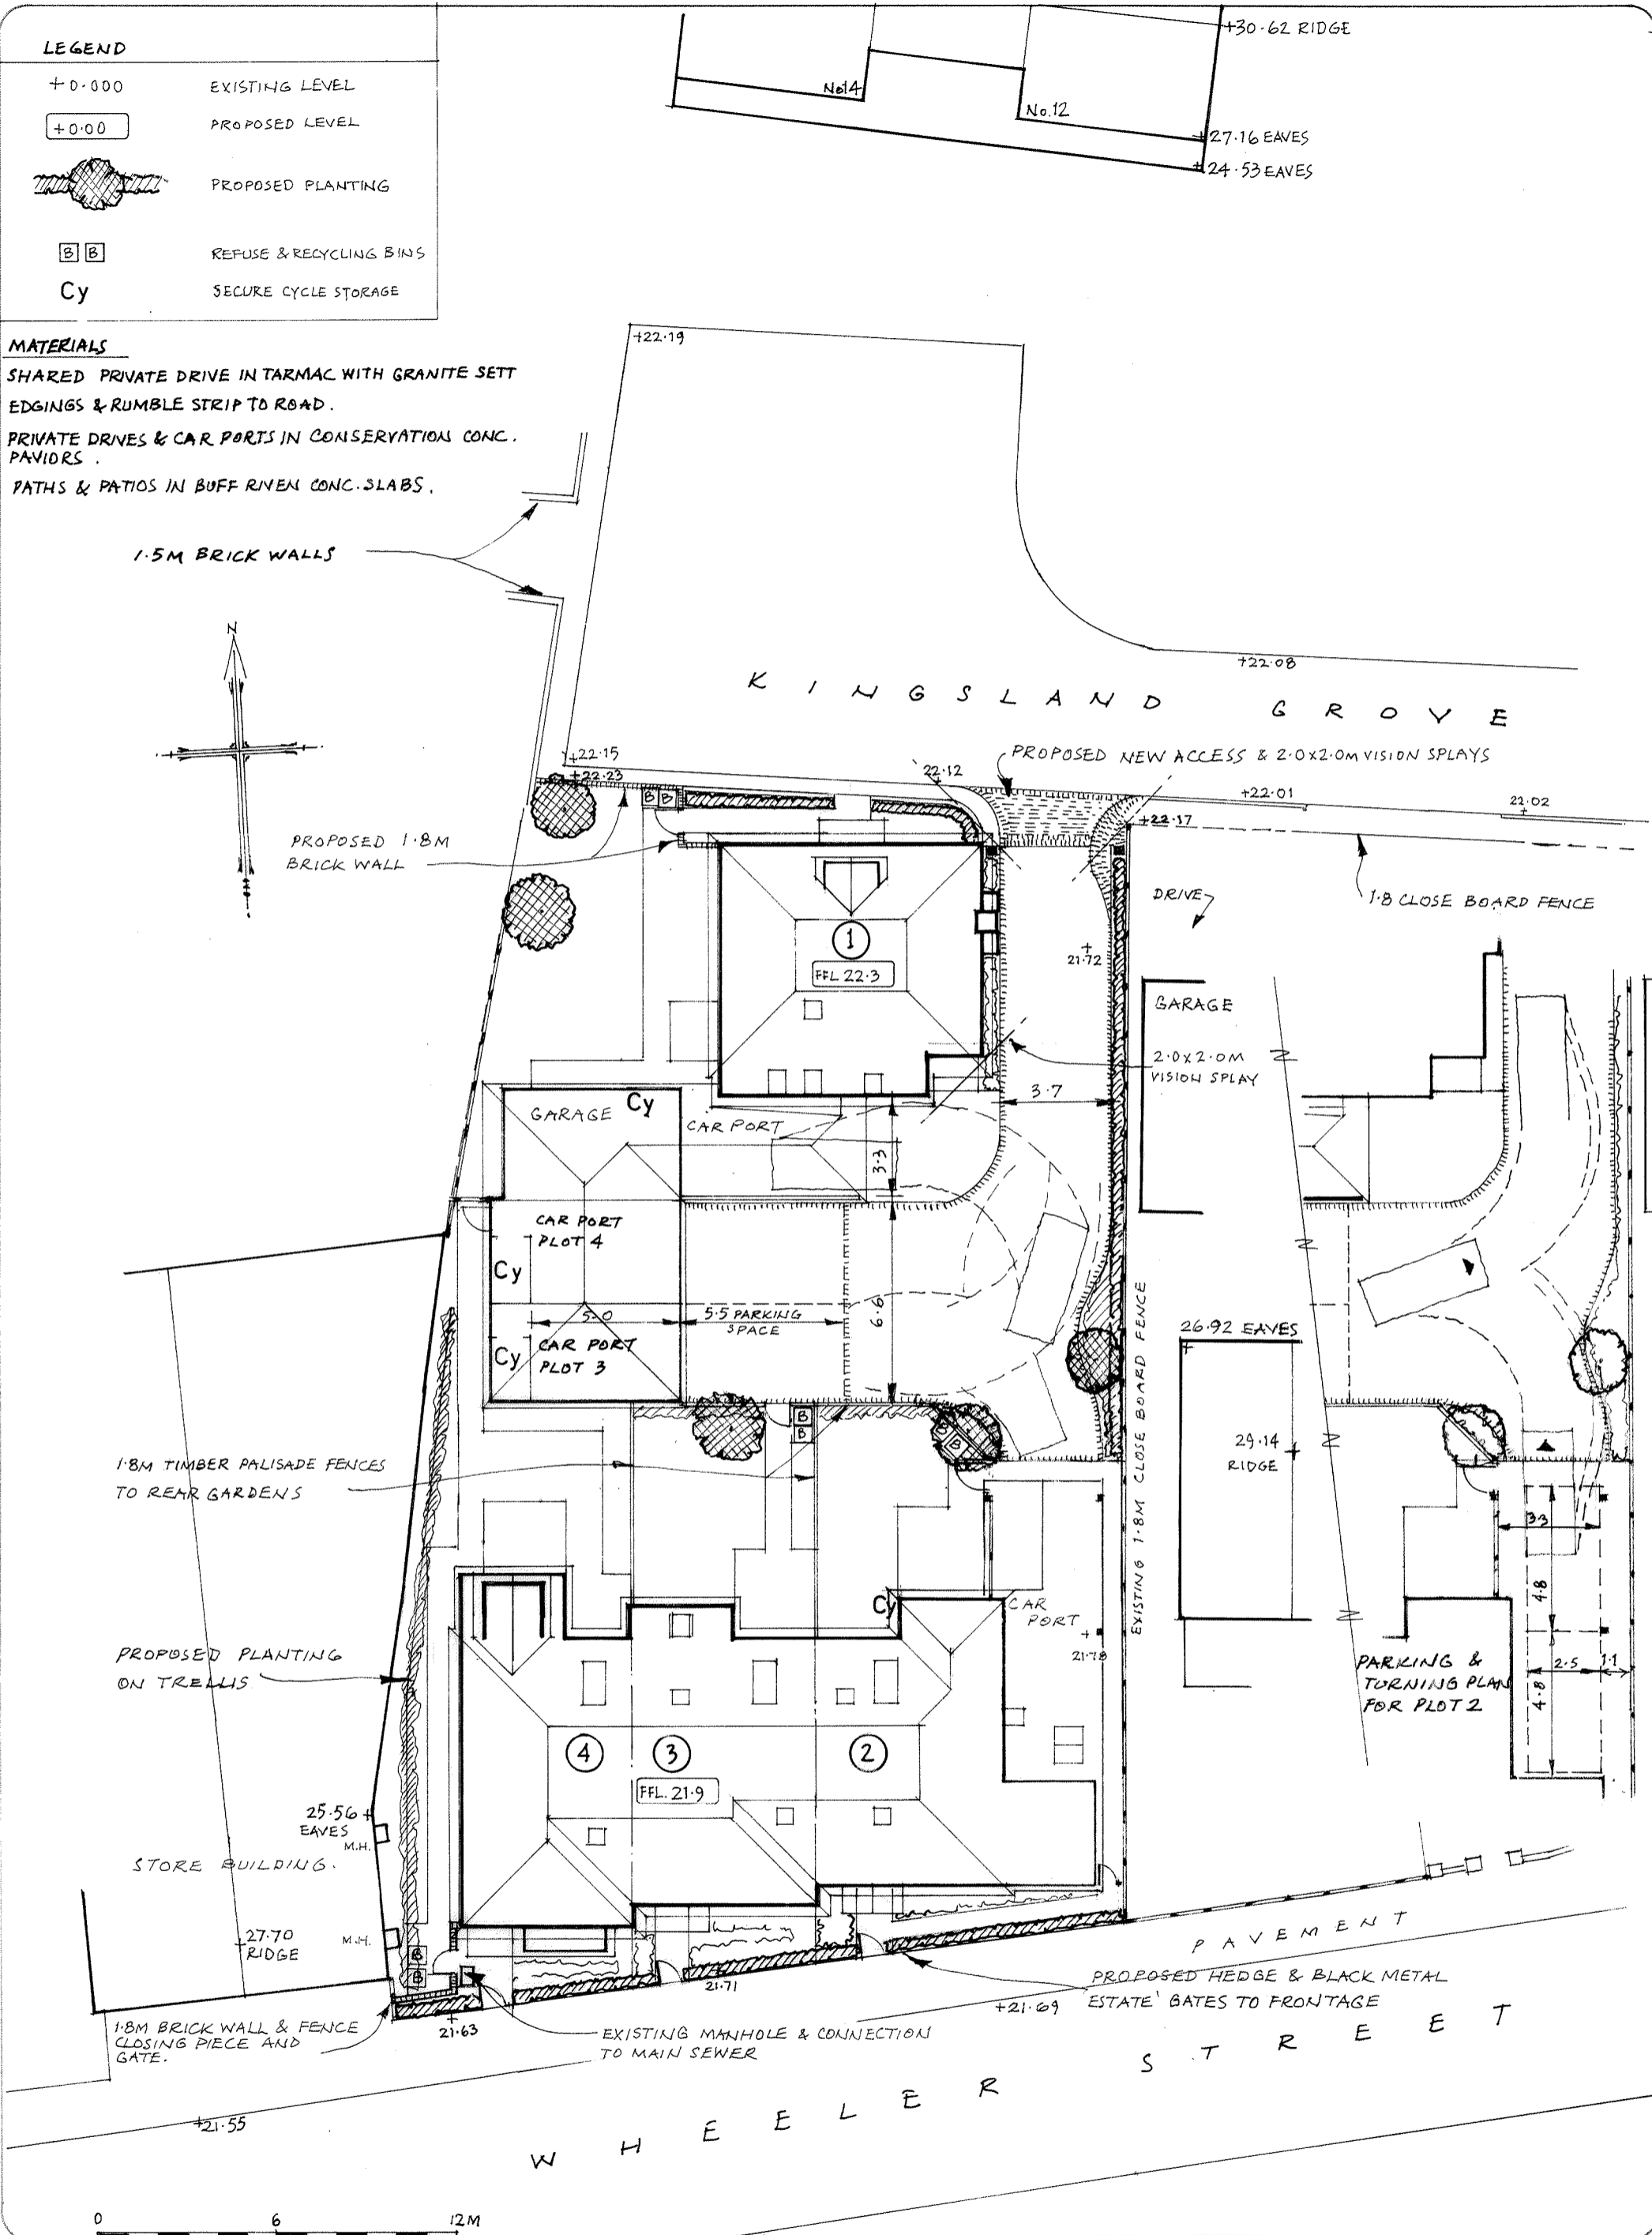 LEGEND
+0.000 EXISTING LEVEL
+0.00 PROPOSED LEVEL
PROPOSED PLANTING
B B REFUSE & RECYCLING BINS
Cy SECURE CYCLE STORAGE
MATERIALS
SHARED PRIVATE DRIVE IN TARMAC WITH GRANITE SETT
EDGINGS & RUMBLE STRIP TO ROAD.
PRIVATE DRIVES & CAR PORTS IN CONSERVATION CONC.
PAVIORS.
PATHS & PATIOS IN BUFF RIVEN CONC. SLABS.
+30.62 RIDGE
No14
No.12
+27.16 EAVES
+24.53 EAVES
+22.19
1.5M BRICK WALLS
N
+22.08
KINGSLAND GROVE
PROPOSED NEW ACCESS & 2.0x2.0M VISION SPLAYS
+22.15
+22.23
22.12
+22.01
22.02
+22.17
B B
PROPOSED 1.8M
BRICK WALL
DRIVE
1.8 CLOSE BOARD FENCE
1
FFL 22.3
21.72
GARAGE
2.0x2.0M
VISION SPLAY
3.7
GARAGE
Cy
CAR PORT
3.3
CAR PORT
PLOT 4
Cy
5.0
5.5 PARKING
SPACE
6.6
CAR PORT
PLOT 3
Cy
EXISTING 1.8M CLOSE BOARD FENCE
26.92 EAVES
29.14
RIDGE
B
B
B
B
1.8M TIMBER PALISADE FENCES
TO REAR GARDENS
3.3
4.8
Cy
CAR
PORT
21.78
PROPOSED PLANTING
ON TRELLIS
PARKING &
TURNING PLAN
FOR PLOT 2
2.5
1.1
4.8
4
3
2
FFL. 21.9
25.56
EAVES
M.H.
STORE BUILDING.
27.70
RIDGE
M.H.
B
B
21.71
21.63
+21.69
PAVEMENT
PROPOSED HEDGE & BLACK METAL
ESTATE' GATES TO FRONTAGE
1.8M BRICK WALL & FENCE
CLOSING PIECE AND
GATE.
EXISTING MANHOLE & CONNECTION
TO MAIN SEWER
+21.55
WHEELER STREET
0 6 12M